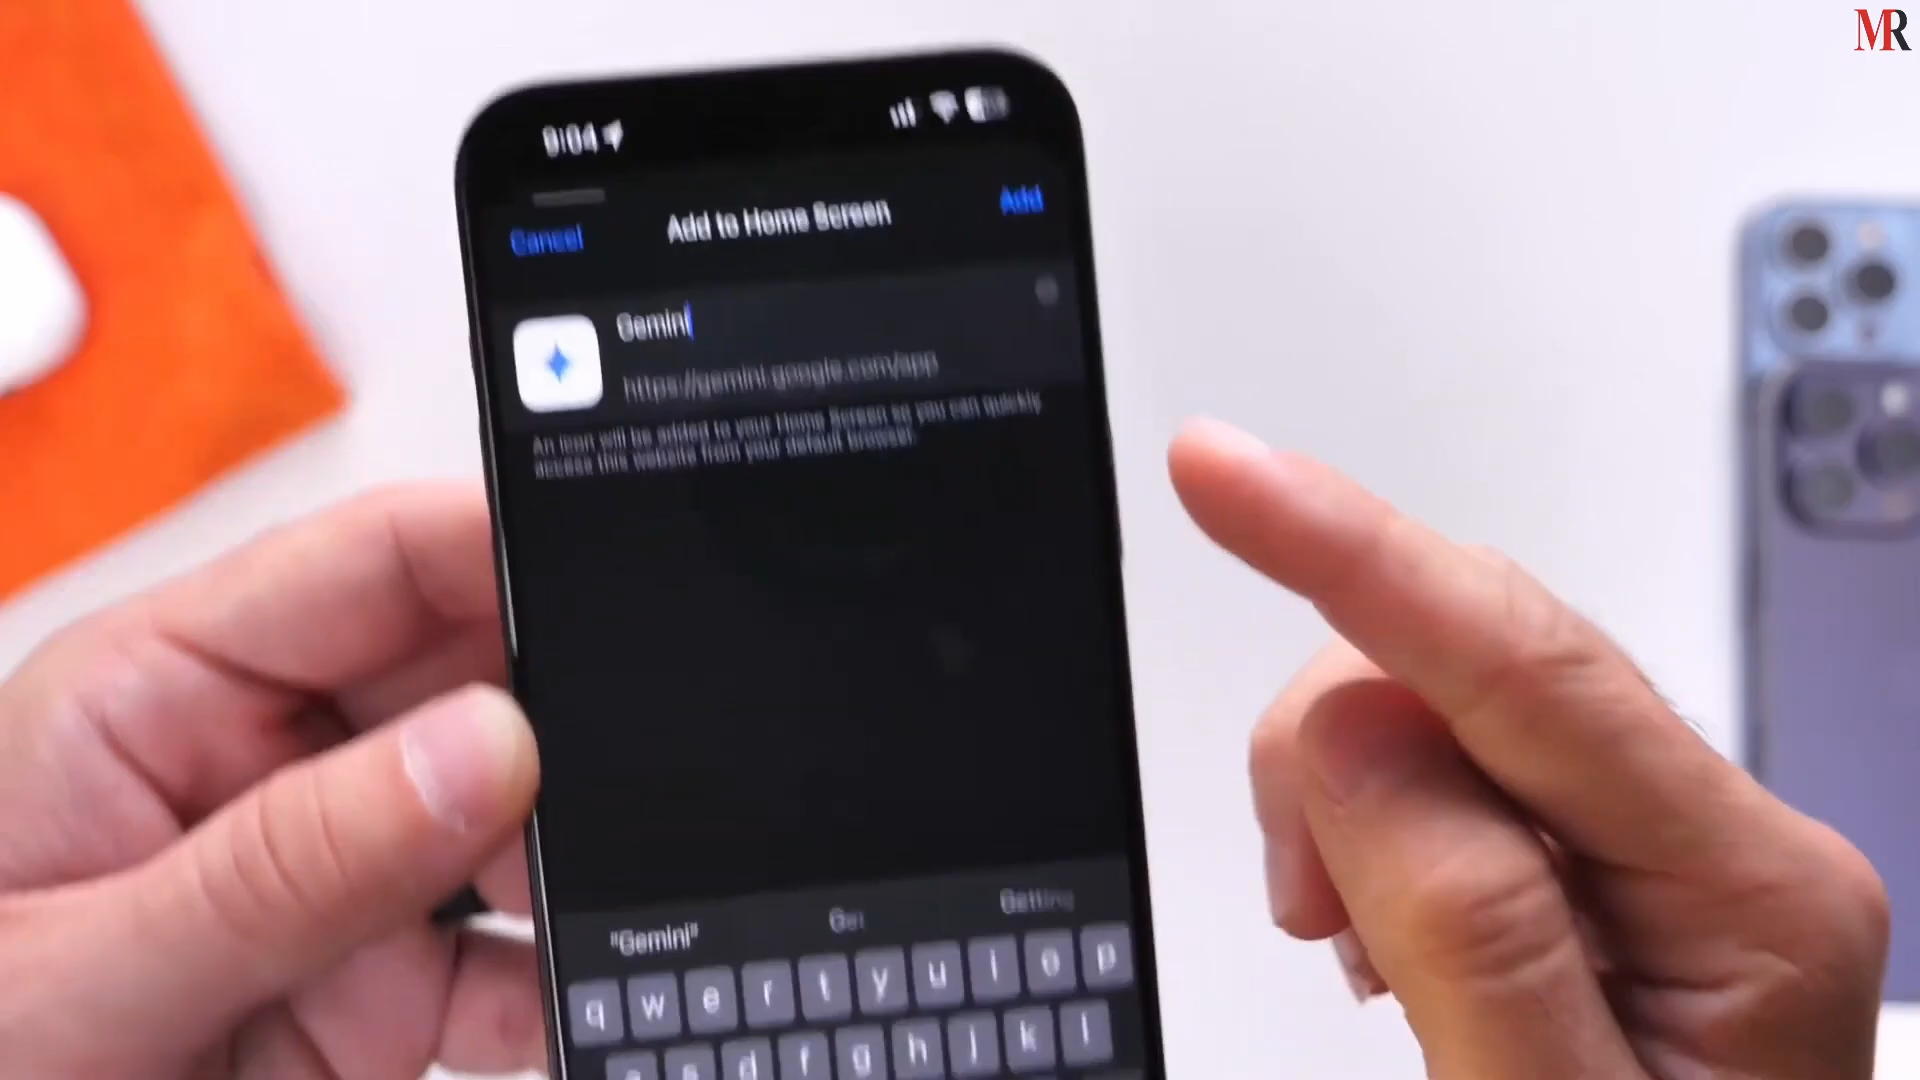 MR
9:04
Cancel
Add to Home Screen
Add
Gemini
https://gemini.google.com/app
An icon will be added to your Home Screen so you can quickly
access this website from your default browser.
"Gemini"
Getting
q w e r t y u i o p
a s d f g h j k l